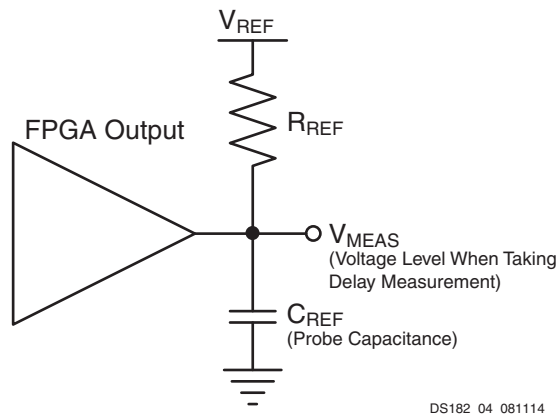 VREF
FPGA Output
RREF
VMEAS
(Voltage Level When Taking
Delay Measurement)
CREF
(Probe Capacitance)
DS182_04_081114